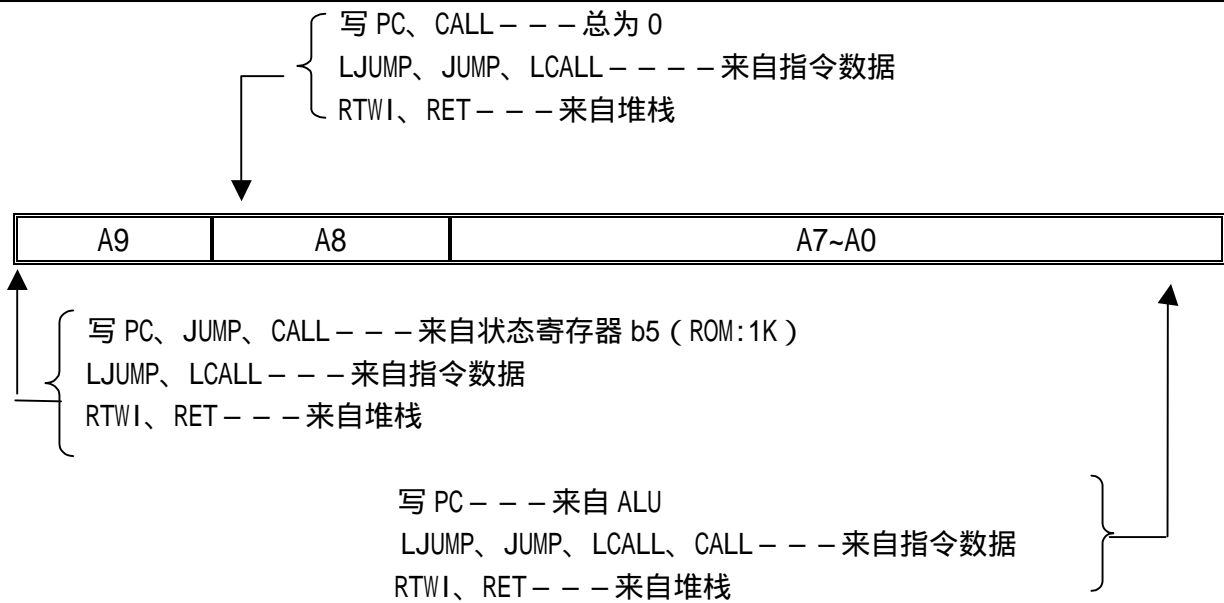 写 PC、CALL－－－总为 0
LJUMP、JUMP、LCALL－－－－来自指令数据
RTWI、RET－－－来自堆栈
A9 A8 A7~A0
写 PC、JUMP、CALL－－－来自状态寄存器 b5（ROM:1K）
LJUMP、LCALL－－－来自指令数据
RTWI、RET－－－来自堆栈
写 PC－－－来自 ALU
LJUMP、JUMP、LCALL、CALL－－－来自指令数据
RTWI、RET－－－来自堆栈